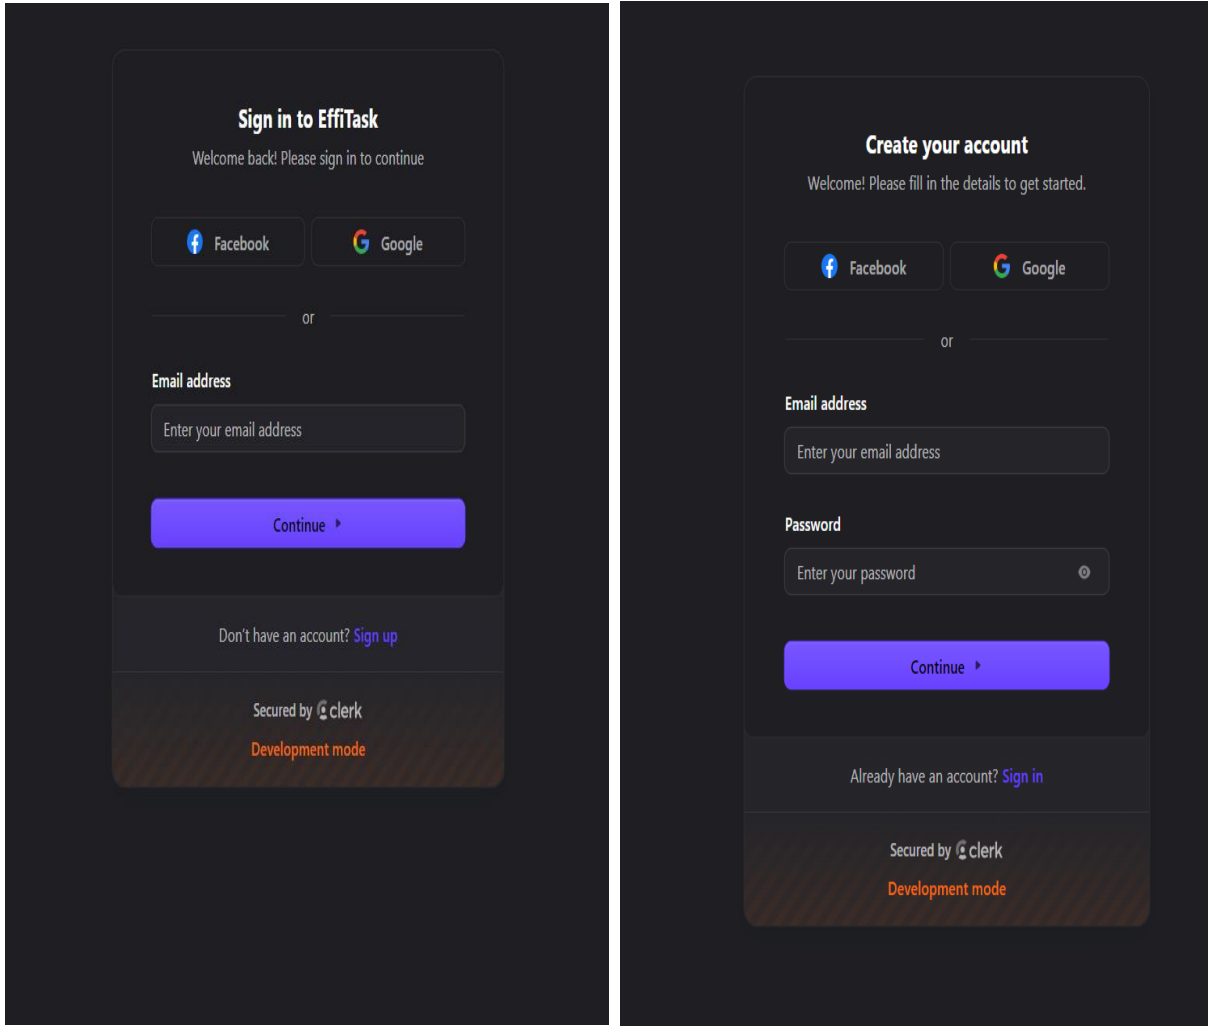 Sign in to EffiTask
Welcome back! Please sign in to continue
Facebook
Google
or
Email address
Enter your email address
Continue
Don't have an account? Sign up
Secured by clerk
Development mode
Create your account
Welcome! Please fill in the details to get started.
Facebook
Google
or
Email address
Enter your email address
Password
Enter your password
Continue
Already have an account? Sign in
Secured by clerk
Development mode